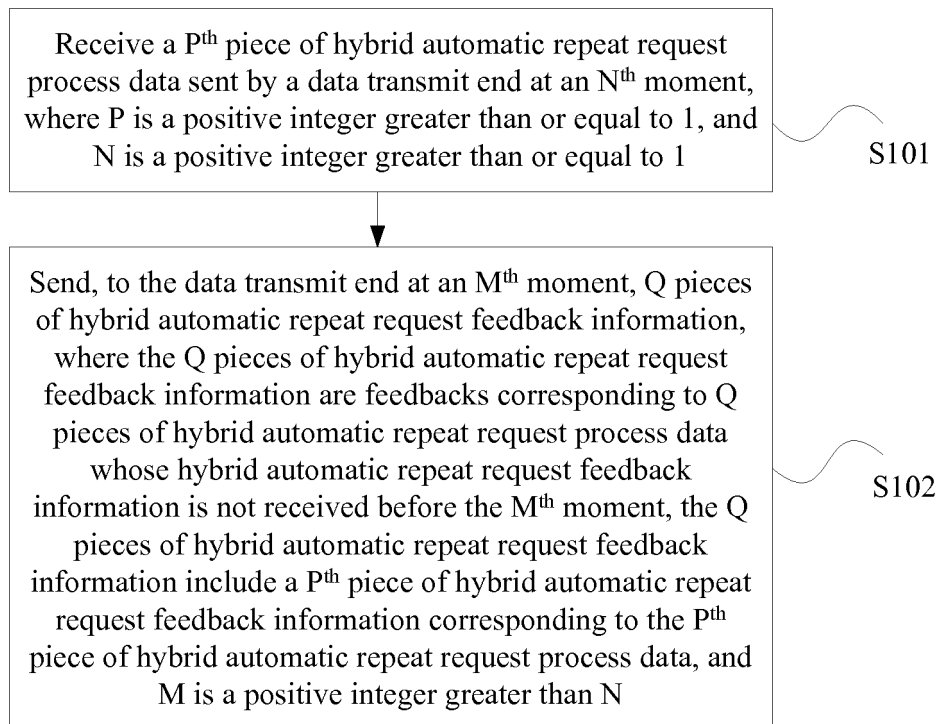 Receive a Pth piece of hybrid automatic repeat request
process data sent by a data transmit end at an Nth moment,
where P is a positive integer greater than or equal to 1, and
N is a positive integer greater than or equal to 1
S101
Send, to the data transmit end at an Mth moment, Q pieces
of hybrid automatic repeat request feedback information,
where the Q pieces of hybrid automatic repeat request
feedback information are feedbacks corresponding to Q
pieces of hybrid automatic repeat request process data
whose hybrid automatic repeat request feedback
information is not received before the Mth moment, the Q
pieces of hybrid automatic repeat request feedback
information include a Pth piece of hybrid automatic repeat
request feedback information corresponding to the Pth
piece of hybrid automatic repeat request process data, and
M is a positive integer greater than N
S102